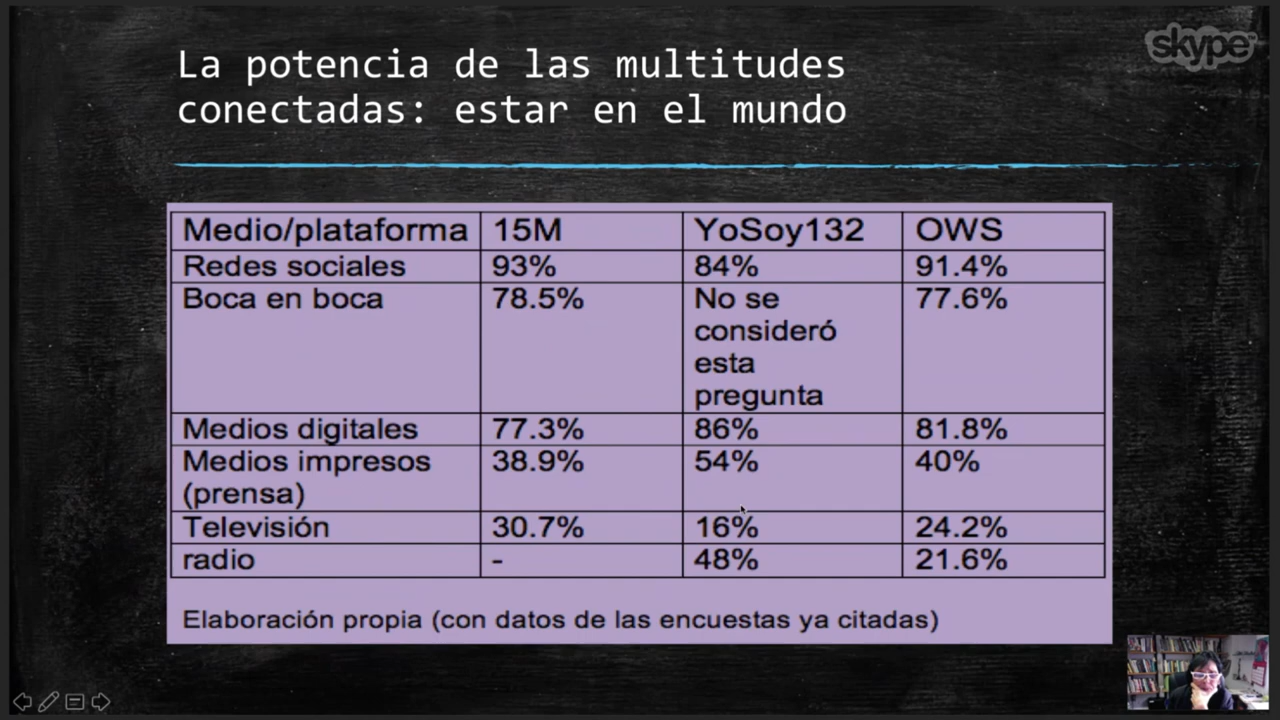 skype
La potencia de las multitudes
conectadas: estar en el mundo
Medio/plataforma 15M YoSoy132 OWS
Redes sociales 93% 84% 91.4%
Boca en boca 78.5% No se 77.6%
consideró
esta
pregunta
Medios digitales 77.3% 86% 81.8%
Medios impresos 38.9% 54% 40%
(prensa)
Televisión 30.7% 16% 24.2%
radio - 48% 21.6%
Elaboración propia (con datos de las encuestas ya citadas)